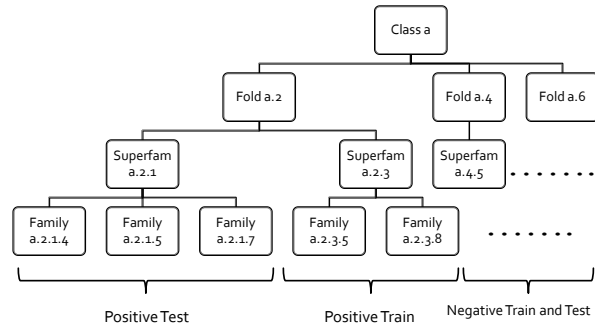 Class a
Fold a.2
Fold a.4
Fold a.6
Superfam
a.2.1
Superfam
a.2.3
Superfam
a.4.5
. . . . . . . .
Family
a.2.1.4
Family
a.2.1.5
Family
a.2.1.7
Family
a.2.3.5
Family
a.2.3.8
. . . . . . .
Positive Test
Positive Train
Negative Train and Test